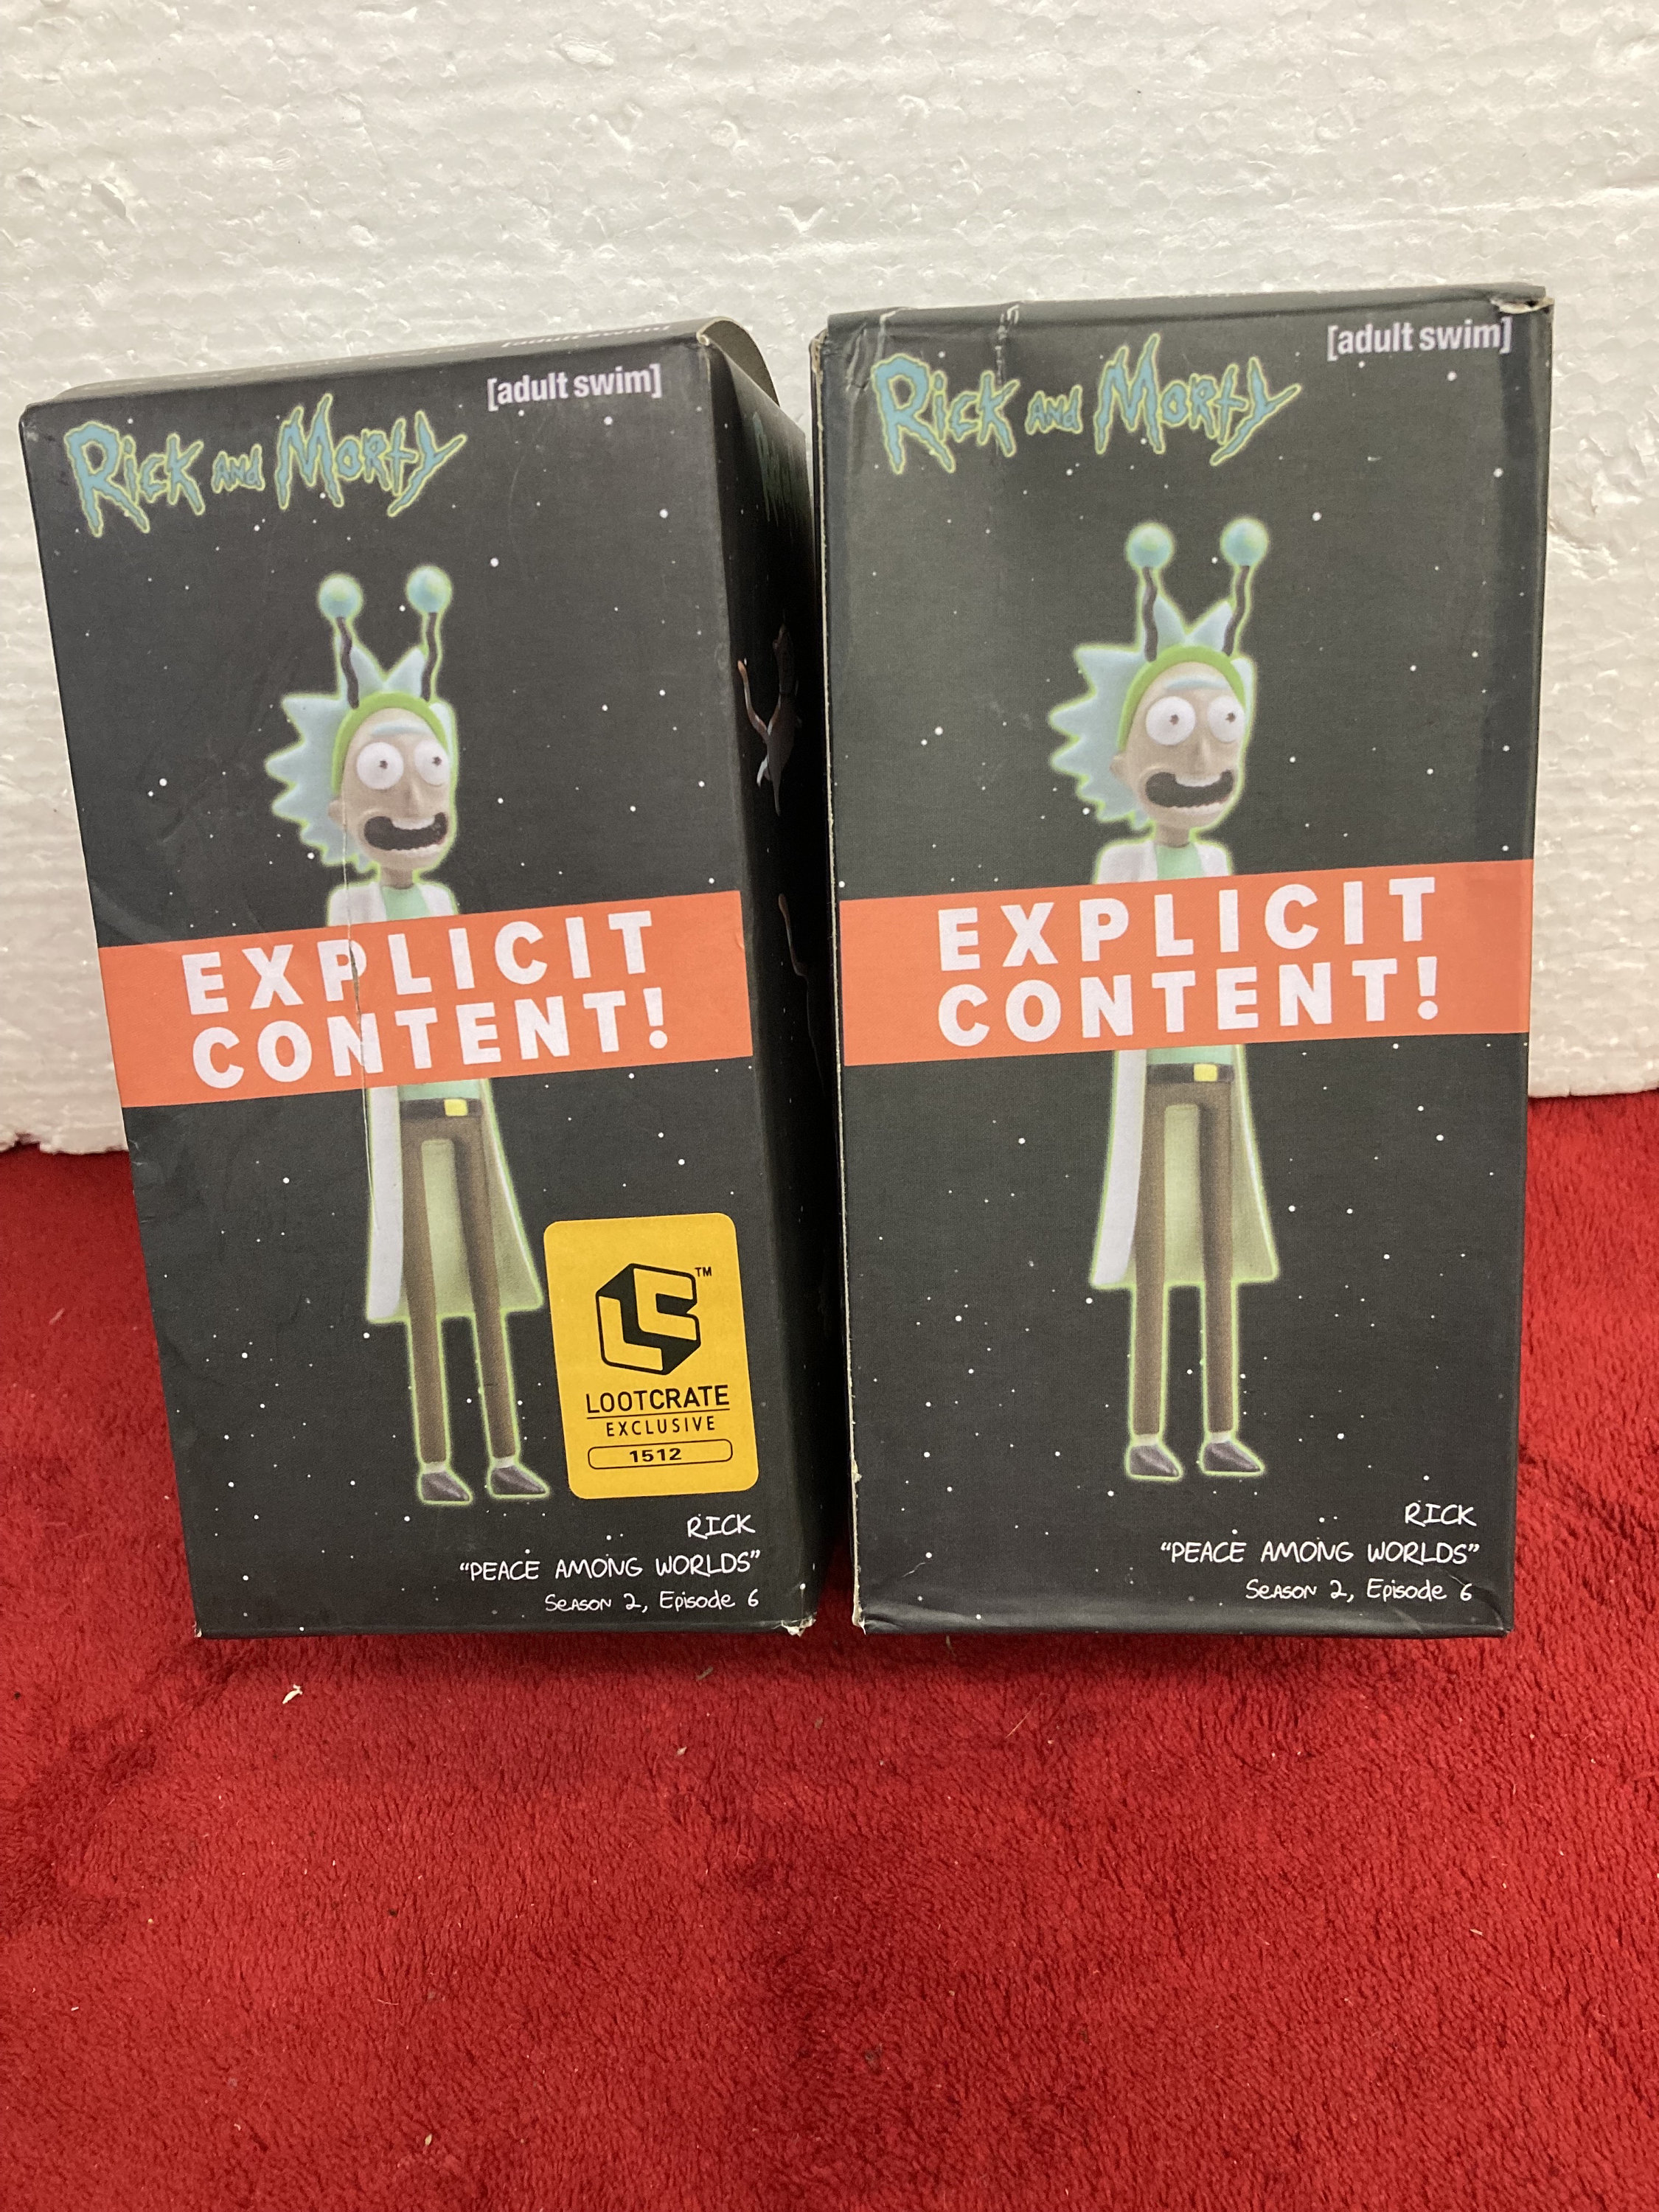 [adult swim]
Rick and Morty
EXPLICIT
CONTENT!
LC™
LOOTCRATE
EXCLUSIVE
1512
RICK
“PEACE AMONG WORLDS”
Season 2, Episode 6
[adult swim]
Rick and Morty
EXPLICIT
CONTENT!
RICK
“PEACE AMONG WORLDS”
Season 2, Episode 6